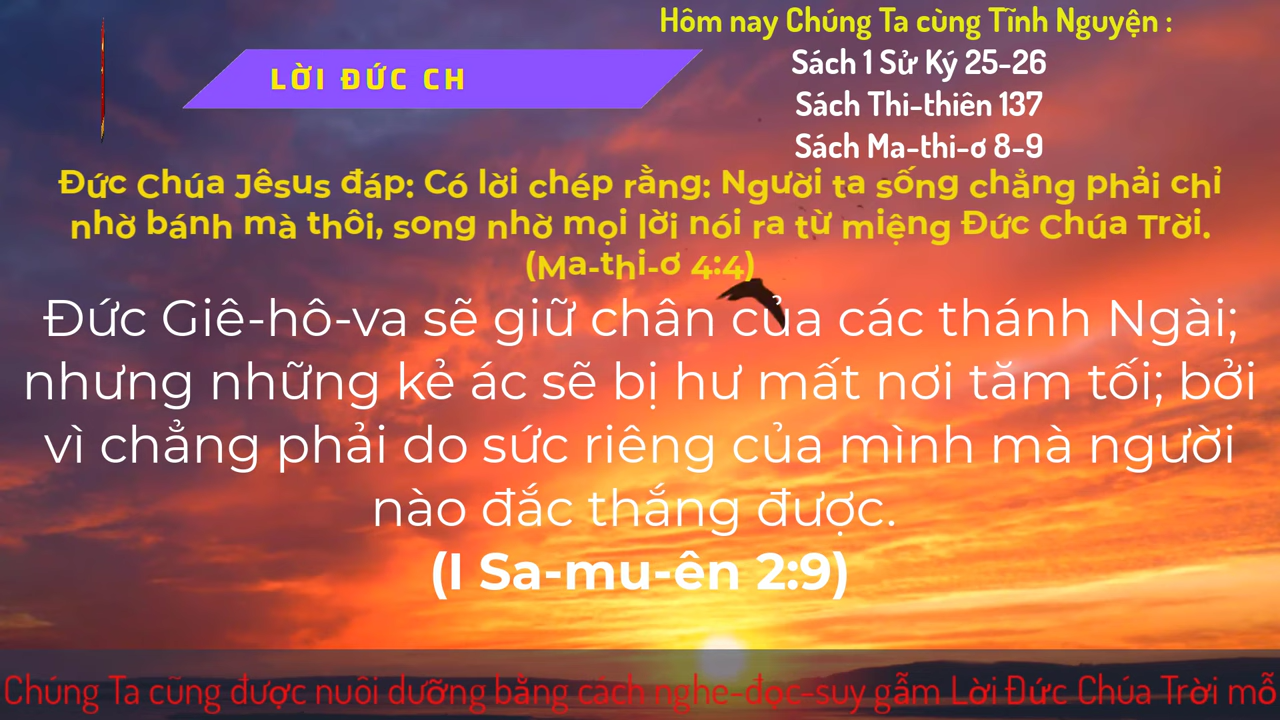 Hôm nay Chúng Ta cùng Tĩnh Nguyện :
Sách 1 Sử Ký 25-26
Sách Thi-thiên 137
Sách Ma-thi-ơ 8-9
LỜI ĐỨC CH
Đức Chúa Jêsus đáp: Có lời chép rằng: Người ta sống chẳng phải chỉ
nhờ bánh mà thôi, song nhờ mọi lời nói ra từ miệng Đức Chúa Trời.
(Ma-thi-ơ 4:4)
Đức Giê-hô-va sẽ giữ chân của các thánh Ngài;
nhưng những kẻ ác sẽ bị hư mất nơi tăm tối; bởi
vì chẳng phải do sức riêng của mình mà người
nào đắc thắng được.
(I Sa-mu-ên 2:9)
Chúng Ta cũng được nuôi dưỡng bằng cách nghe-đọc-suy gẫm Lời Đức Chúa Trời mỗ